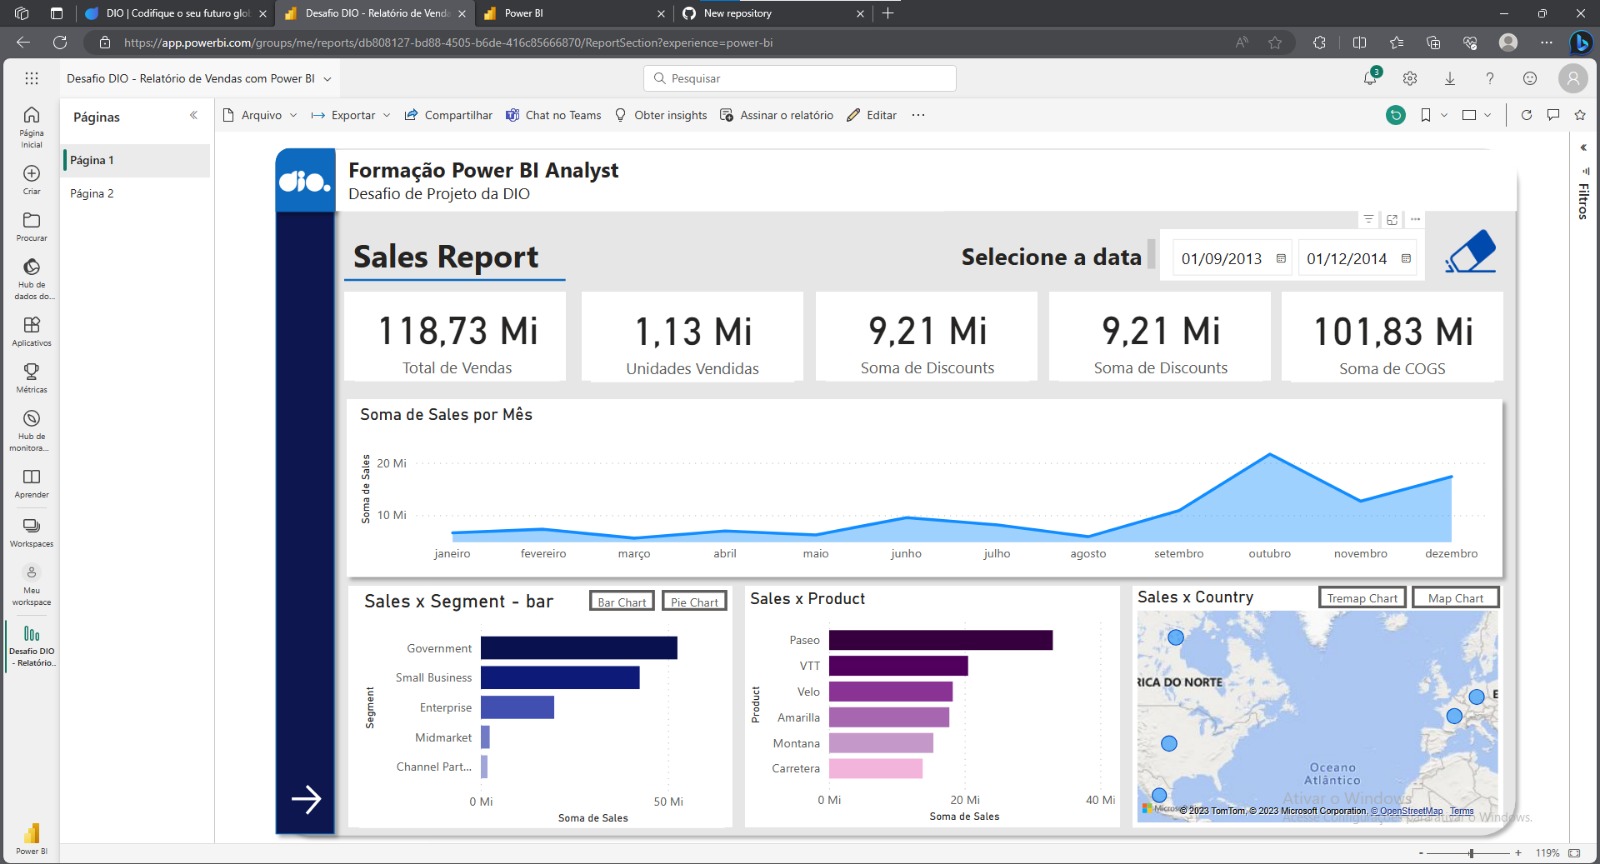 DIO | Codifique o seu futuro glo
Desafio DIO - Relatório de Venda
Power BI
New repository
https://app.powerbi.com/groups/me/reports/db808127-bd88-4505-b6de-416c85666870/ReportSection?experience=power-bi
Desafio DIO - Relatório de Vendas com Power BI
Pesquisar
3
Páginas
Arquivo
Exportar
Compartilhar
Chat no Teams
Obter insights
Assinar o relatório
Editar
Página 1
Página 2
Página
Inicial
Criar
Procurar
Hub de
dados do...
Aplicativos
Métricas
Hub de
monitora...
Aprender
Workspaces
Meu
workspace
Desafio DIO
- Relatório...
Power BI
Filtros
dio.
Formação Power BI Analyst
Desafio de Projeto da DIO
Sales Report
Selecione a data
01/09/2013
01/12/2014
118,73 Mi
Total de Vendas
1,13 Mi
Unidades Vendidas
9,21 Mi
Soma de Discounts
9,21 Mi
Soma de Discounts
101,83 Mi
Soma de COGS
Soma de Sales por Mês
Soma de Sales
20 Mi
10 Mi
janeiro fevereiro março abril maio junho julho agosto setembro outubro novembro dezembro
Sales x Segment - bar
Bar Chart
Pie Chart
Segment
Government
Small Business
Enterprise
Midmarket
Channel Part...
0 Mi 50 Mi
Soma de Sales
Sales x Product
Product
Paseo
VTT
Velo
Amarilla
Montana
Carretera
0 Mi 20 Mi 40 Mi
Soma de Sales
Sales x Country
Tremap Chart
Map Chart
RICA DO NORTE
E
Oceano
Atlântico
Ativar o Windows
© 2023 TomTom, © 2023 Microsoft Corporation, © OpenStreetMap Terms
119%